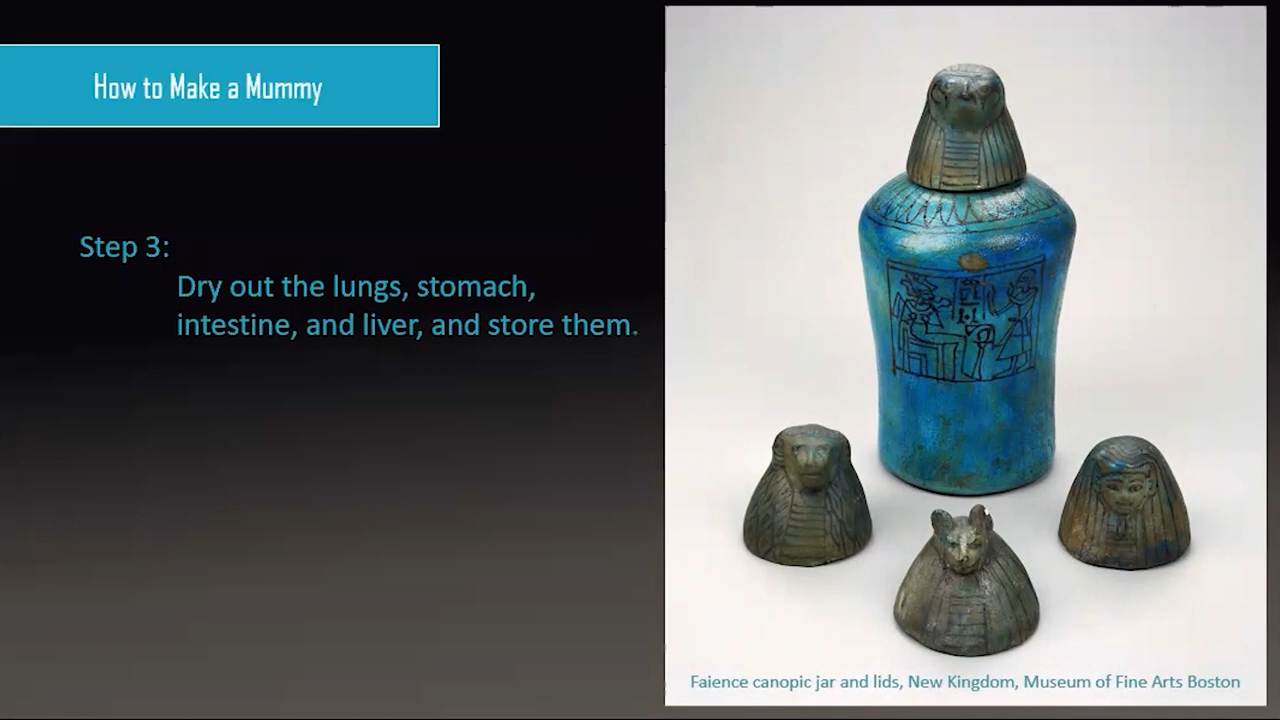 How to Make a Mummy
Step 3:
Dry out the lungs, stomach,
intestine, and liver, and store them.
Faience canopic jar and lids, New Kingdom, Museum of Fine Arts Boston